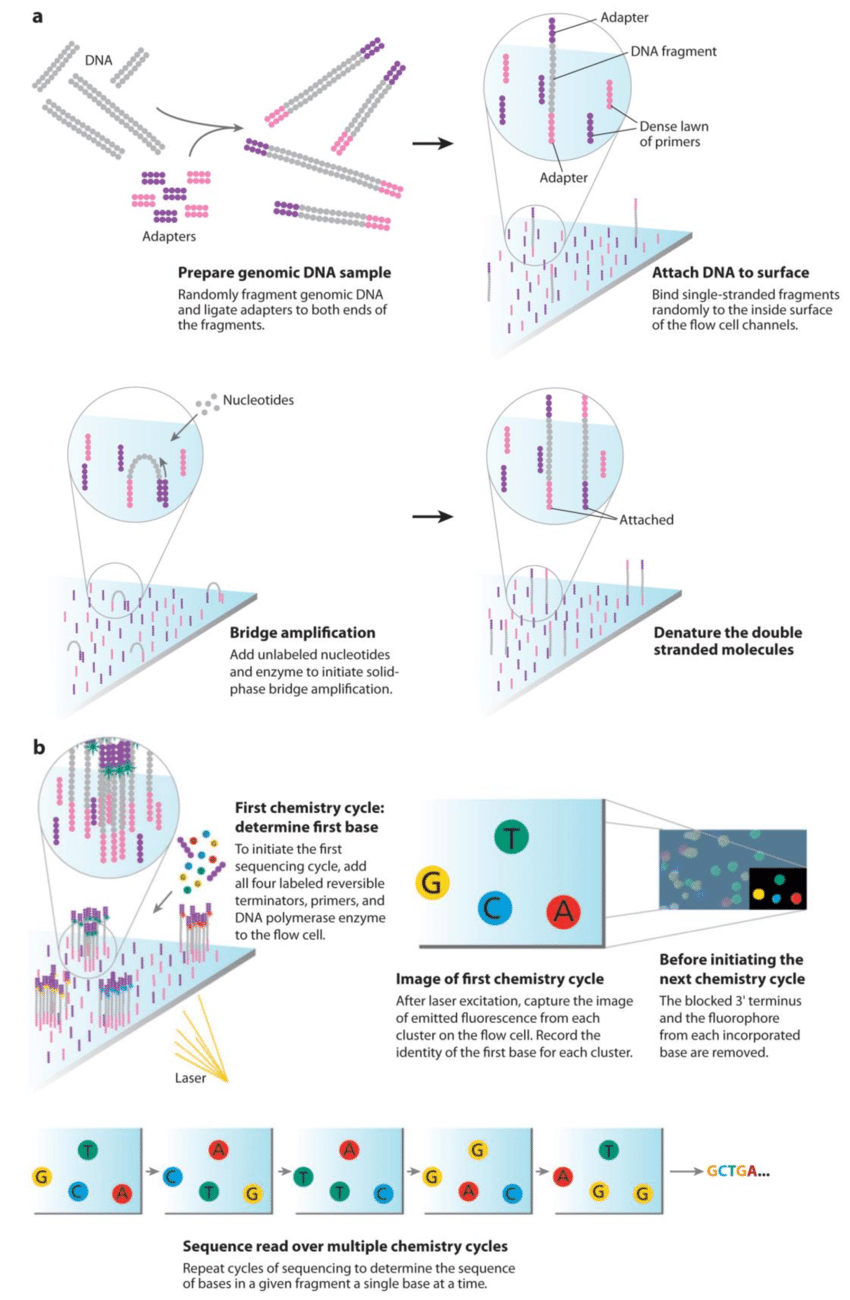 a
DNA
Adapters
Prepare genomic DNA sample
Randomly fragment genomic DNA
and ligate adapters to both ends of
the fragments.
Adapter
DNA fragment
Dense lawn
of primers
Adapter
Attach DNA to surface
Bind single-stranded fragments
randomly to the inside surface
of the flow cell channels.
Nucleotides
Bridge amplification
Add unlabeled nucleotides
and enzyme to initiate solid-
phase bridge amplification.
Attached
Denature the double
stranded molecules
b
First chemistry cycle:
determine first base
To initiate the first
sequencing cycle, add
all four labeled reversible
terminators, primers, and
DNA polymerase enzyme
to the flow cell.
Laser
T
G
C
A
Image of first chemistry cycle
After laser excitation, capture the image
of emitted fluorescence from each
cluster on the flow cell. Record the
identity of the first base for each cluster.
Before initiating the
next chemistry cycle
The blocked 3' terminus
and the fluorophore
from each incorporated
base are removed.
T
G
C
A
A
C
T
G
A
T
T
C
G
G
A
C
T
A
G
G
GCTGA...
Sequence read over multiple chemistry cycles
Repeat cycles of sequencing to determine the sequence
of bases in a given fragment a single base at a time.